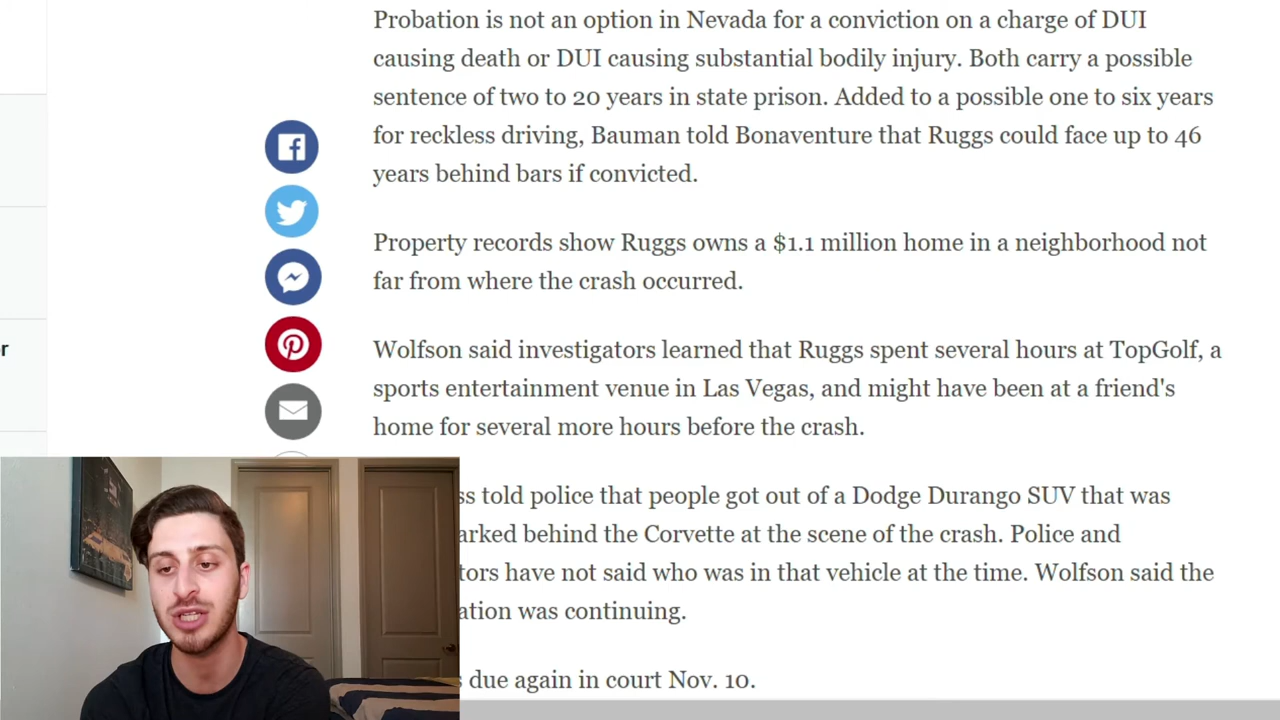 Probation is not an option in Nevada for a conviction on a charge of DUI
causing death or DUI causing substantial bodily injury. Both carry a possible
sentence of two to 20 years in state prison. Added to a possible one to six years
for reckless driving, Bauman told Bonaventure that Ruggs could face up to 46
years behind bars if convicted.
Property records show Ruggs owns a $1.1 million home in a neighborhood not
far from where the crash occurred.
r
Wolfson said investigators learned that Ruggs spent several hours at TopGolf, a
sports entertainment venue in Las Vegas, and might have been at a friend's
home for several more hours before the crash.
ss told police that people got out of a Dodge Durango SUV that was
arked behind the Corvette at the scene of the crash. Police and
tors have not said who was in that vehicle at the time. Wolfson said the
ation was continuing.
due again in court Nov. 10.